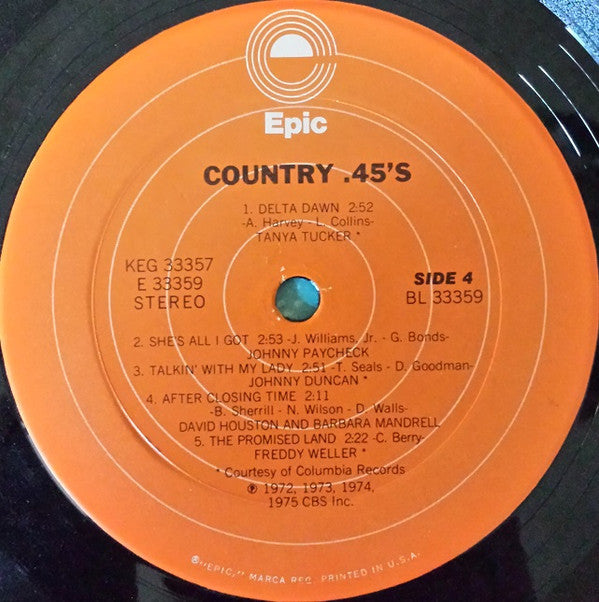 Epic
COUNTRY .45'S
1. DELTA DAWN 2:52
-A. Harvey - L. Collins-
TANYA TUCKER *
KEG 33357
E 33359
STEREO
SIDE 4
BL 33359
2. SHE'S ALL I GOT 2:53 -J. Williams, Jr. - G. Bonds-
JOHNNY PAYCHECK
3. TALKIN' WITH MY LADY 2:51 -T. Seals - D. Goodman-
JOHNNY DUNCAN *
4. AFTER CLOSING TIME 2:11
-B. Sherrill - N. Wilson - D. Walls-
DAVID HOUSTON AND BARBARA MANDRELL
5. THE PROMISED LAND 2:22 -C. Berry-
FREDDY WELLER *
* Courtesy of Columbia Records
℗ 1972, 1973, 1974,
1975 CBS Inc.
®"EPIC," MARCA REG. PRINTED IN U.S.A.